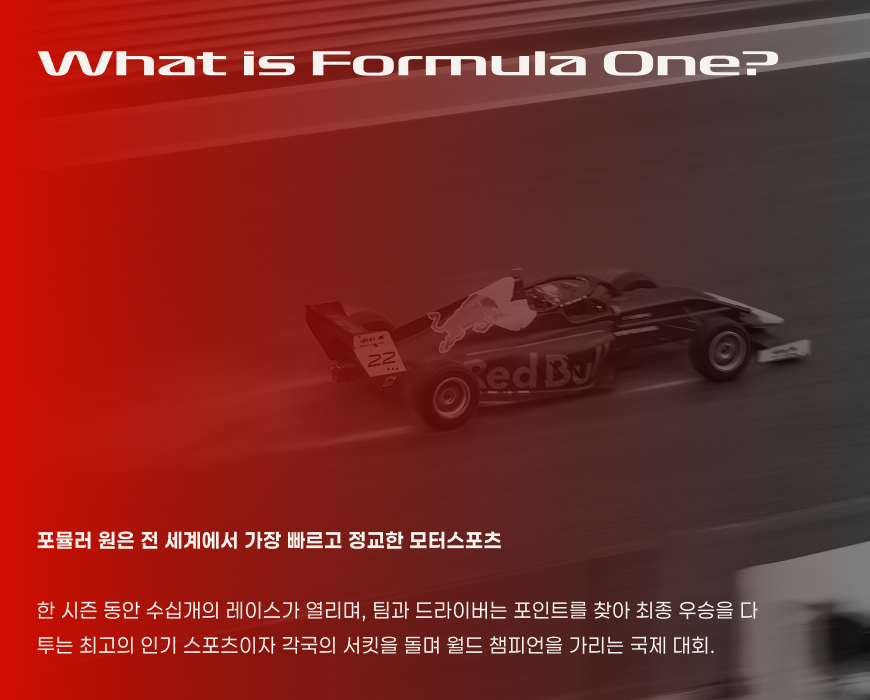 What is Formula One?
22
Red Bull
포뮬러 원은 전 세계에서 가장 빠르고 정교한 모터스포츠
한 시즌 동안 수십개의 레이스가 열리며, 팀과 드라이버는 포인트를 찾아 최종 우승을 다
투는 최고의 인기 스포츠이자 각국의 서킷을 돌며 월드 챔피언을 가리는 국제 대회.